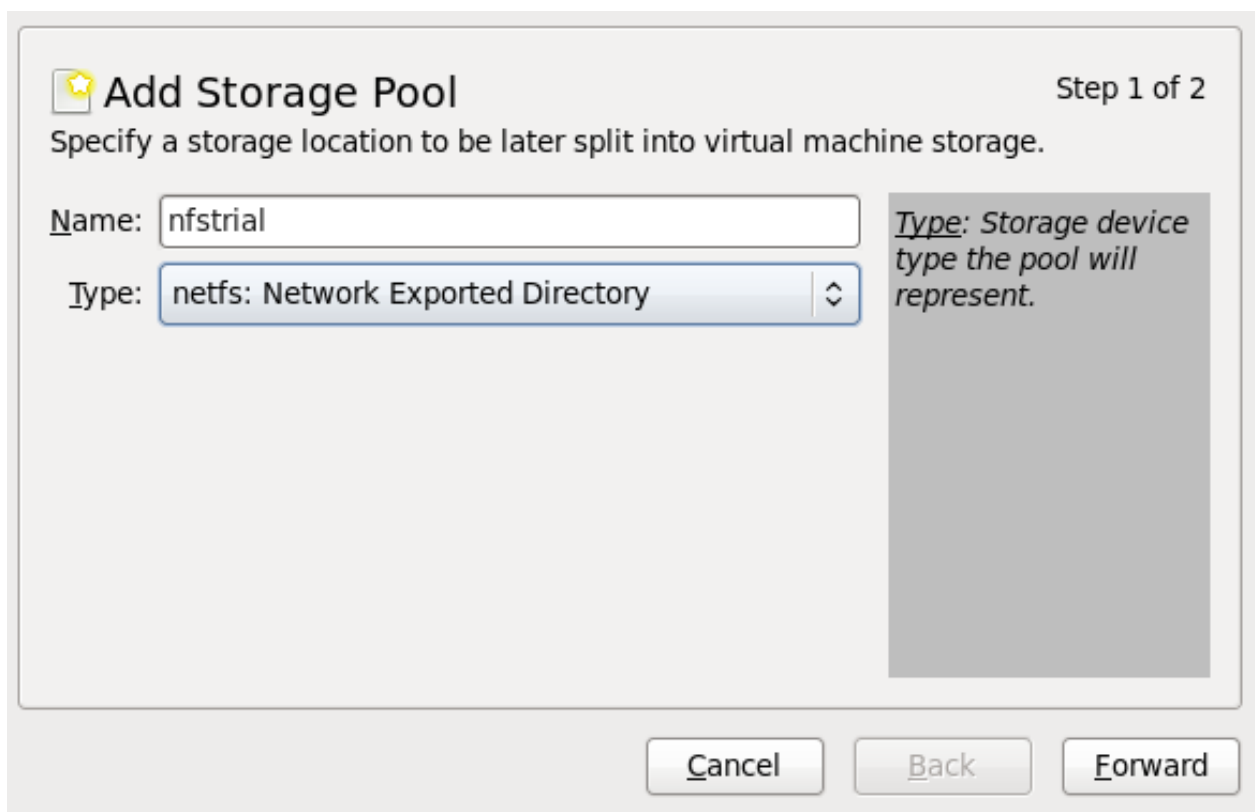 Add Storage Pool
Step 1 of 2
Specify a storage location to be later split into virtual machine storage.
Name: nfstrial
Type: netfs: Network Exported Directory
Type: Storage device
type the pool will
represent.
Cancel
Back
Forward